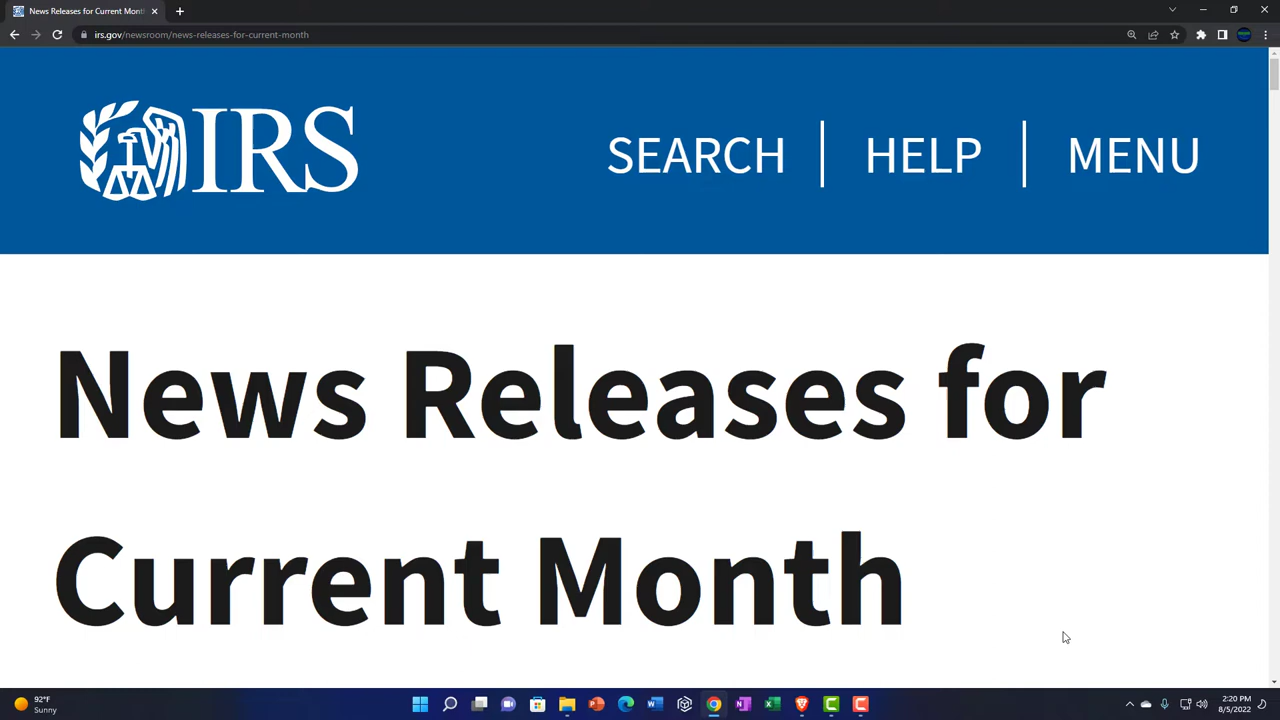 News Releases for Current Month
irs.gov/newsroom/news-releases-for-current-month
IRS
SEARCH
HELP
MENU
News Releases for
Current Month
92°F
Sunny
2:20 PM
8/5/2022